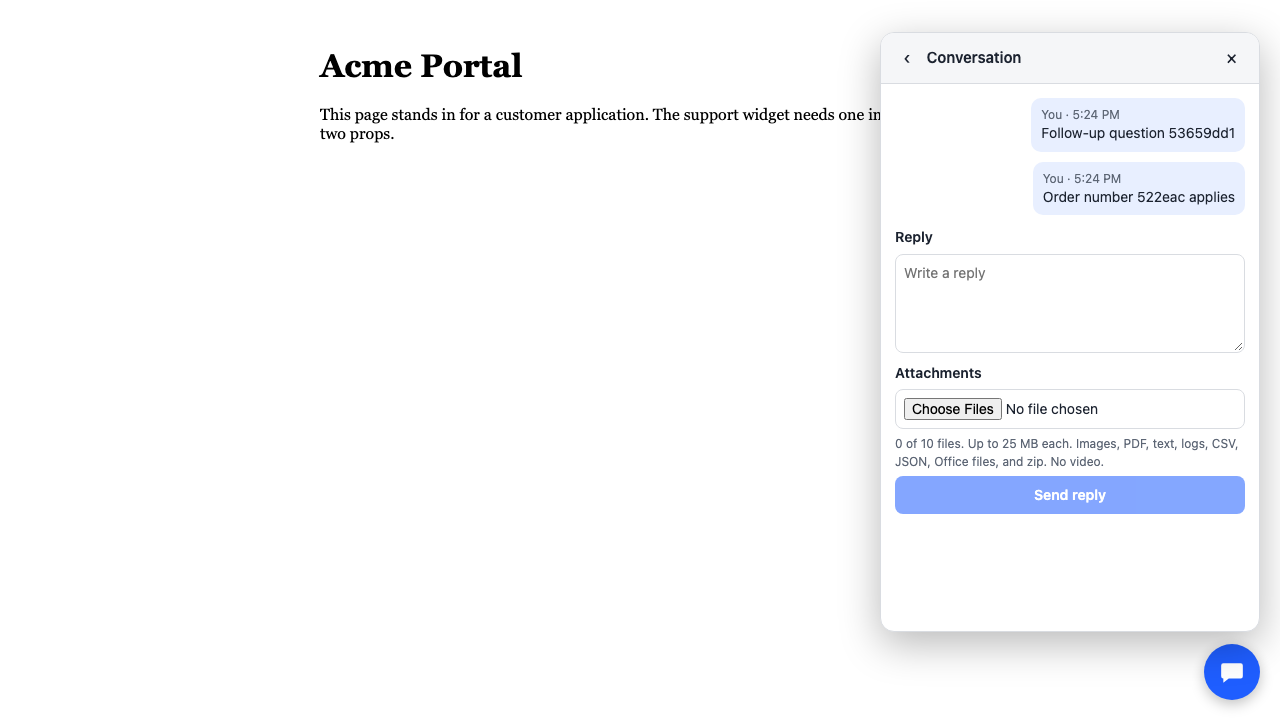 Acme Portal
This page stands in for a customer application. The support widget needs one
two props.
‹ Conversation ×
You · 5:24 PM
Follow-up question 53659dd1
You · 5:24 PM
Order number 522eac applies
Reply
Write a reply
Attachments
Choose Files No file chosen
0 of 10 files. Up to 25 MB each. Images, PDF, text, logs, CSV,
JSON, Office files, and zip. No video.
Send reply